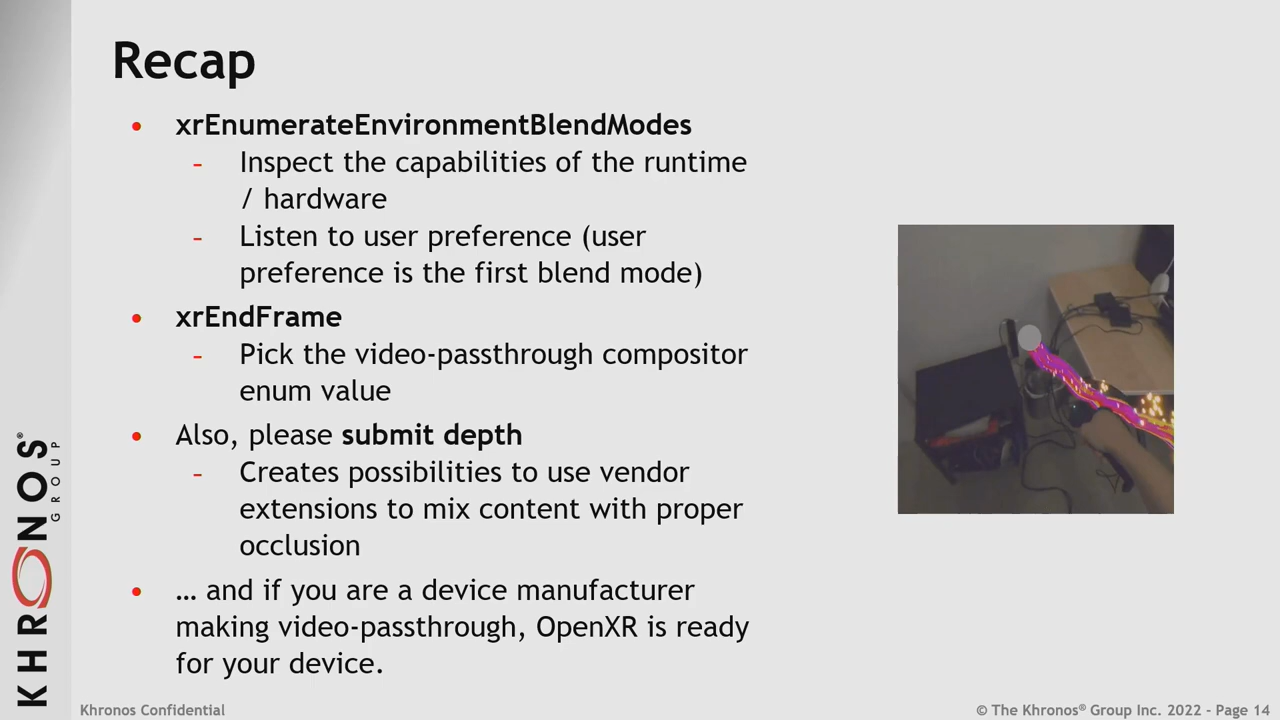 Recap
• xrEnumerateEnvironmentBlendModes
- Inspect the capabilities of the runtime
/ hardware
- Listen to user preference (user
preference is the first blend mode)
• xrEndFrame
- Pick the video-passthrough compositor
enum value
• Also, please submit depth
- Creates possibilities to use vendor
extensions to mix content with proper
occlusion
• … and if you are a device manufacturer
making video-passthrough, OpenXR is ready
for your device.
KHRONOS®
GROUP
Khronos Confidential
© The Khronos® Group Inc. 2022 - Page 14